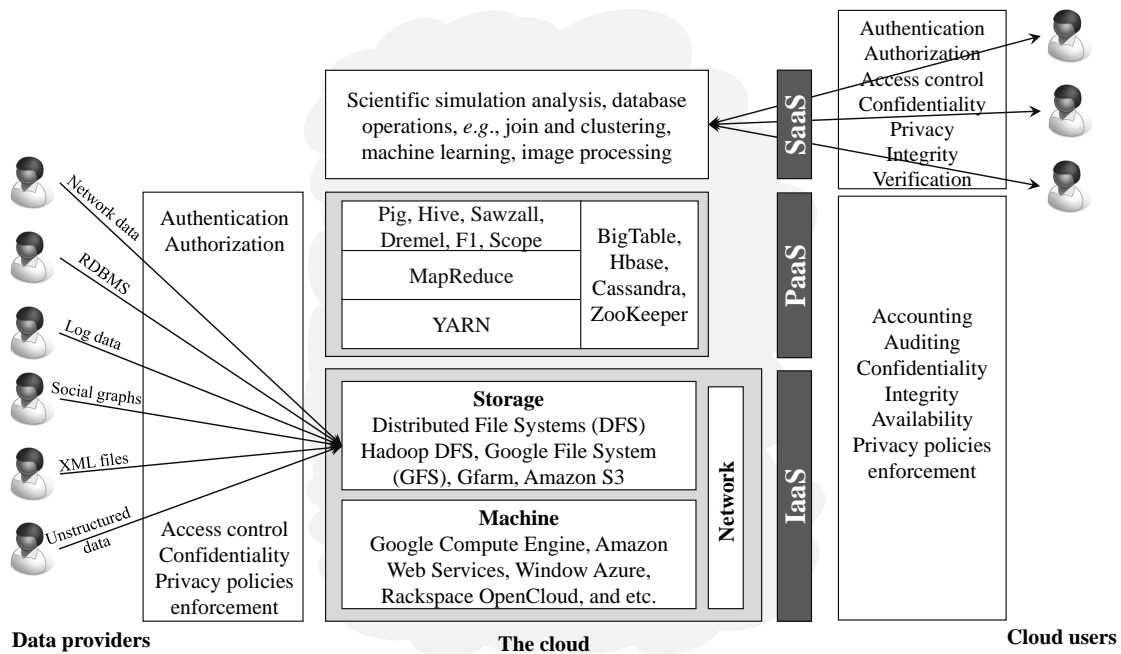 Authentication
Authorization
Access control
Confidentiality
Privacy
Integrity
Verification
Scientific simulation analysis, database
operations, e.g., join and clustering,
machine learning, image processing
SaaS
Network data
RDBMS
Log data
Social graphs
XML files
Unstructured
data
Authentication
Authorization
Access control
Confidentiality
Privacy policies
enforcement
Pig, Hive, Sawzall,
Dremel, F1, Scope
MapReduce
YARN
BigTable,
Hbase,
Cassandra,
ZooKeeper
PaaS
Storage
Distributed File Systems (DFS)
Hadoop DFS, Google File System
(GFS), Gfarm, Amazon S3
Machine
Google Compute Engine, Amazon
Web Services, Window Azure,
Rackspace OpenCloud, and etc.
Network
IaaS
Accounting
Auditing
Confidentiality
Integrity
Availability
Privacy policies
enforcement
Data providers
The cloud
Cloud users